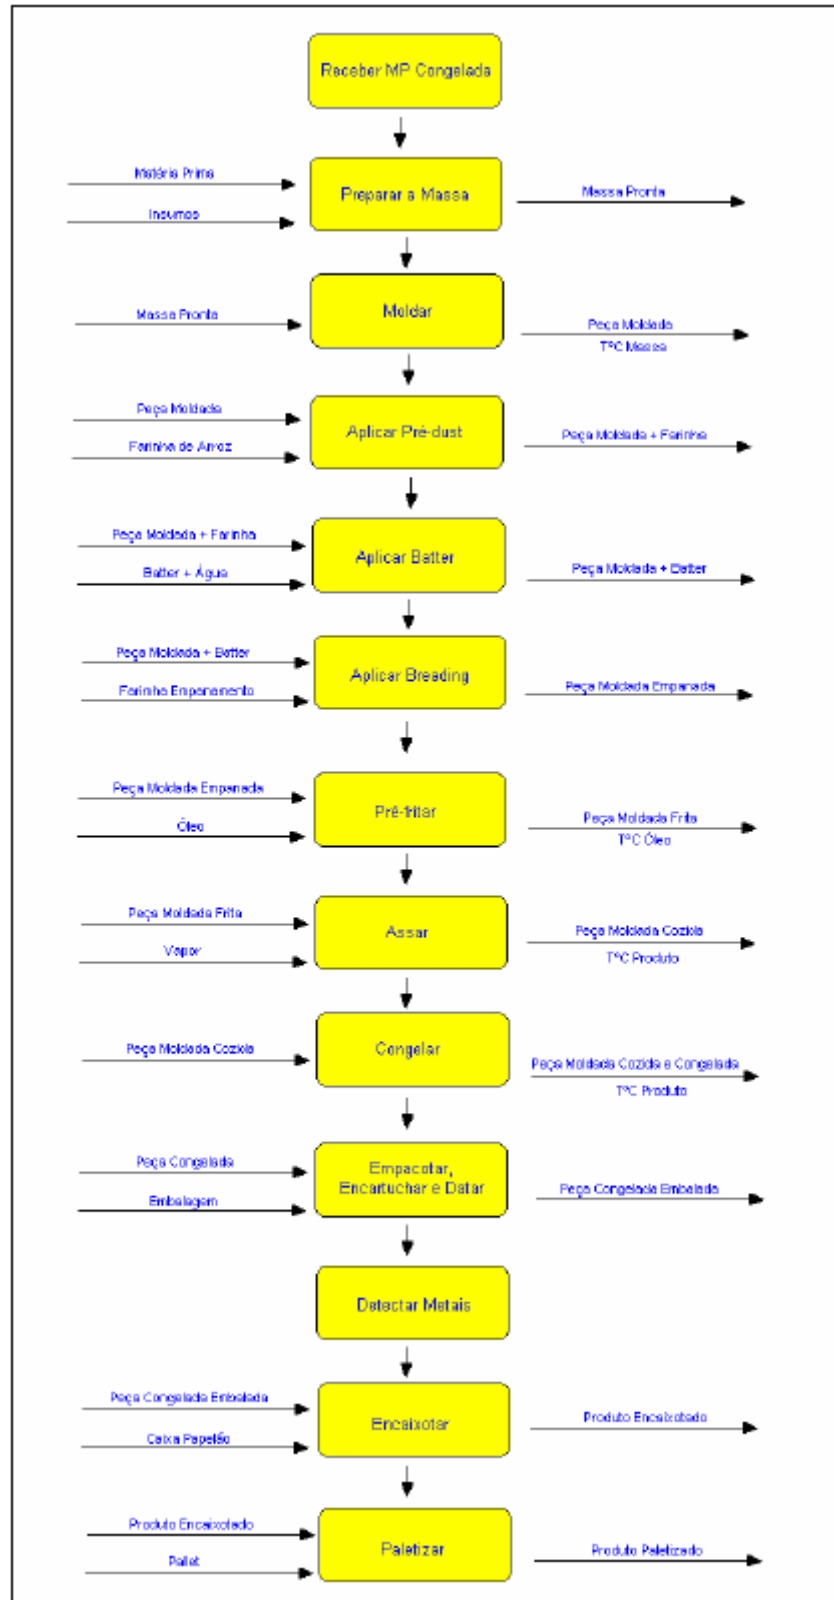 Receber MP Congelada
Matéria Prima
Insumos
Preparar a Massa
Massa Pronta
Massa Pronta
Moldar
Peça Moldada
TºC Massa
Peça Moldada
Farinha de Arroz
Aplicar Pré-dust
Peça Moldada + Farinha
Peça Moldada + Farinha
Batter + Água
Aplicar Batter
Peça Moldada + Batter
Peça Moldada + Batter
Farinha Empanamento
Aplicar Breading
Peça Moldada Empanada
Peça Moldada Empanada
Óleo
Pré-fritar
Peça Moldada Frita
TºC Óleo
Peça Moldada Frita
Vapor
Assar
Peça Moldada Cozida
TºC Produto
Peça Moldada Cozida
Congelar
Peça Moldada Cozida e Congelada
TºC Produto
Peça Congelada
Embalagem
Empacotar,
Encartuchar e Datar
Peça Congelada Embalada
Detectar Metais
Peça Congelada Embalada
Caixa Papelão
Encaixotar
Produto Encaixotado
Produto Encaixotado
Pallet
Paletizar
Produto Paletizado